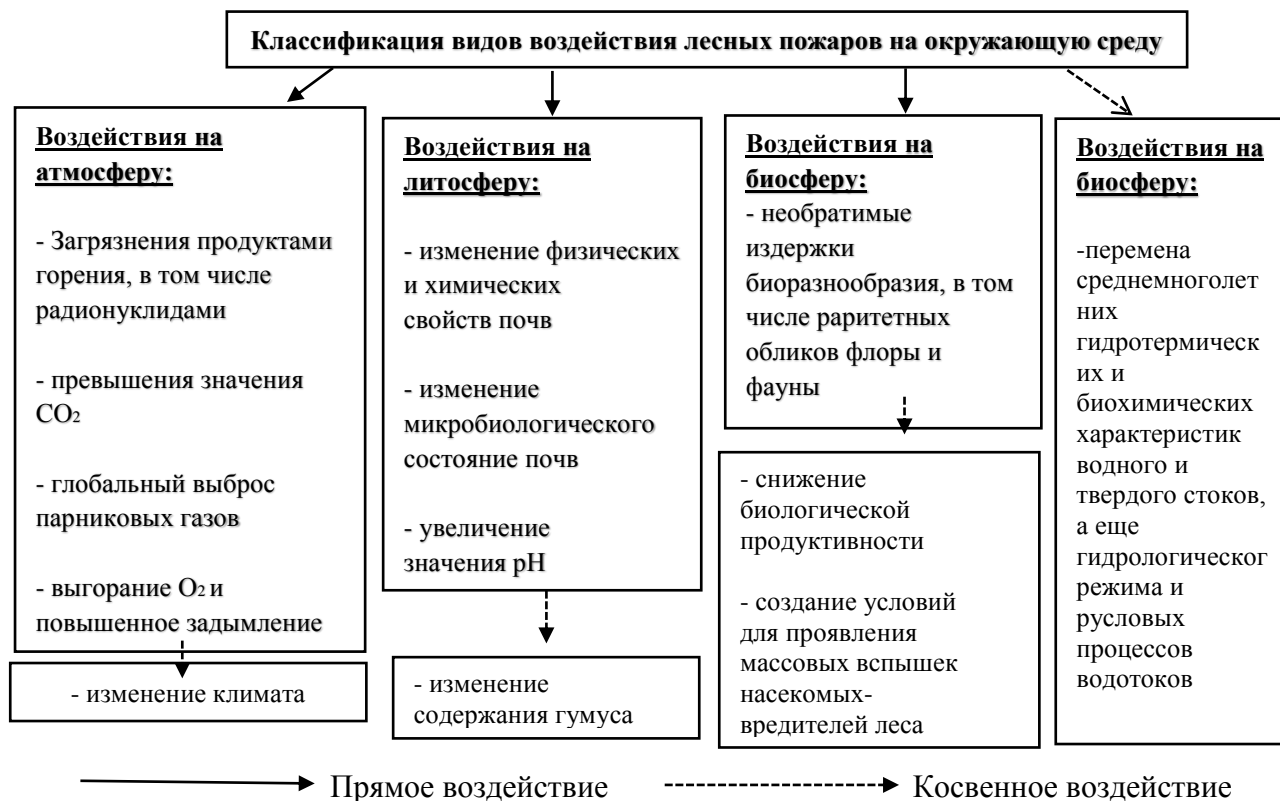 Классификация видов воздействия лесных пожаров на окружающую среду
Воздействия на
атмосферу:
- Загрязнения продуктами
горения, в том числе
радионуклидами
- превышения значения
CO2
- глобальный выброс
парниковых газов
- выгорание O2 и
повышенное задымление
- изменение климата
Воздействия на
литосферу:
- изменение физических
и химических
свойств почв
- изменение
микробиологического
состояние почв
- увеличение
значения pH
- изменение
содержания гумуса
Воздействия на
биосферу:
- необратимые
издержки
биоразнообразия, в том
числе раритетных
обликов флоры и
фауны
- снижение
биологической
продуктивности
- создание условий
для проявления
массовых вспышек
насекомых-
вредителей леса
Воздействия на
биосферу:
-перемена
среднемноголет
них
гидротермическ
их и
биохимических
характеристик
водного и
твердого стоков,
а еще
гидрологическог
режима и
русловых
процессов
водотоков
Прямое воздействие
Косвенное воздействие